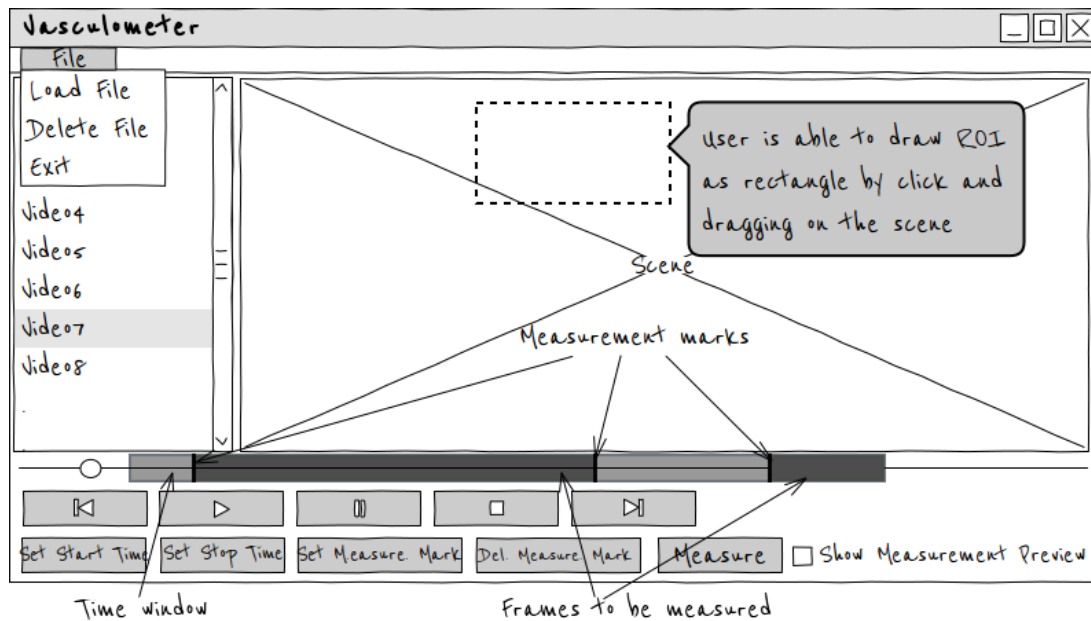 Vasculometer
File
Load File
Delete File
Exit
Video4
Video5
Video6
Video7
Video8
User is able to draw ROI
as rectangle by click and
dragging on the scene
Scene
Measurement marks
Set Start Time
Set Stop Time
Set Measure. Mark
Del. Measure Mark
Measure
Show Measurement Preview
Time window
Frames to be measured